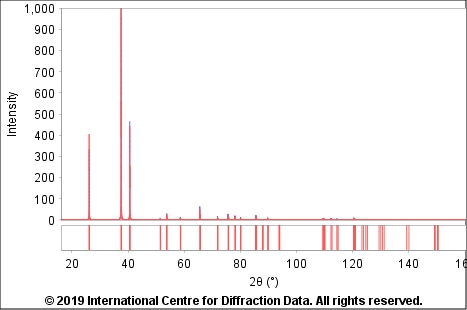 1,000
900
800
700
600
500
400
300
200
100
0
Intensity
20 40 60 80 100 120 140 16
2θ (°)
© 2019 International Centre for Diffraction Data. All rights reserved.